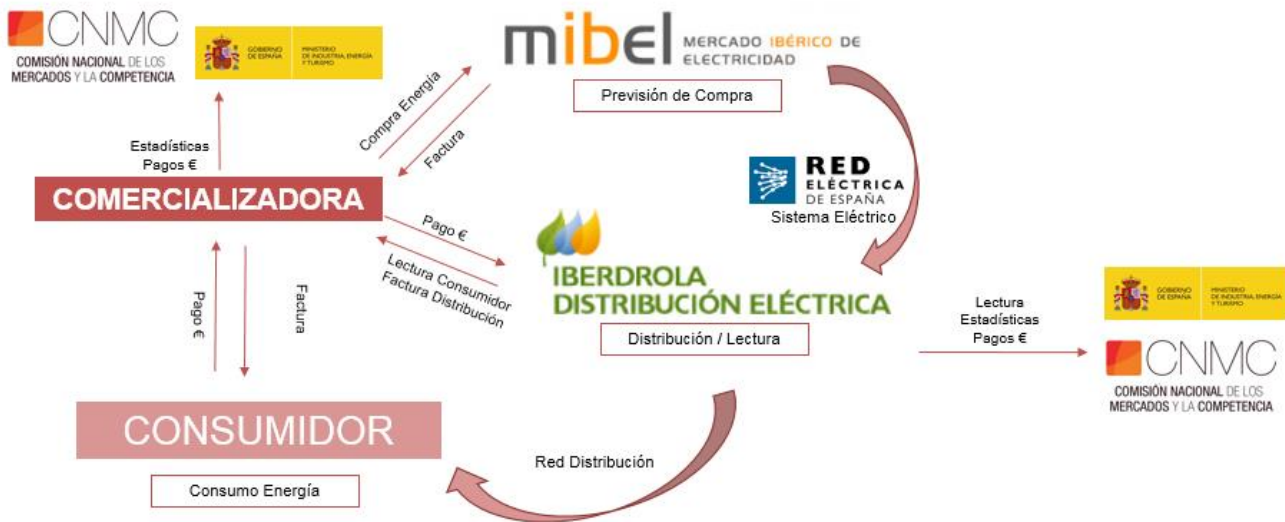 CNMC
COMISIÓN NACIONAL DE LOS
MERCADOS Y LA COMPETENCIA
GOBIERNO
DE ESPAÑA
MINISTERIO
DE INDUSTRIA, ENERGÍA
Y TURISMO
mibel
MERCADO IBÉRICO DE
ELECTRICIDAD
Previsión de Compra
Compra Energía
Factura
Estadísticas
Pagos €
COMERCIALIZADORA
RED
ELÉCTRICA
DE ESPAÑA
Sistema Eléctrico
Pago €
Lectura Consumidor
Factura Distribución
IBERDROLA
DISTRIBUCIÓN ELÉCTRICA
Distribución / Lectura
Pago €
Factura
Lectura
Estadísticas
Pagos €
GOBIERNO
DE ESPAÑA
MINISTERIO
DE INDUSTRIA, ENERGÍA
Y TURISMO
CNMC
COMISIÓN NACIONAL DE LOS
MERCADOS Y LA COMPETENCIA
CONSUMIDOR
Consumo Energía
Red Distribución